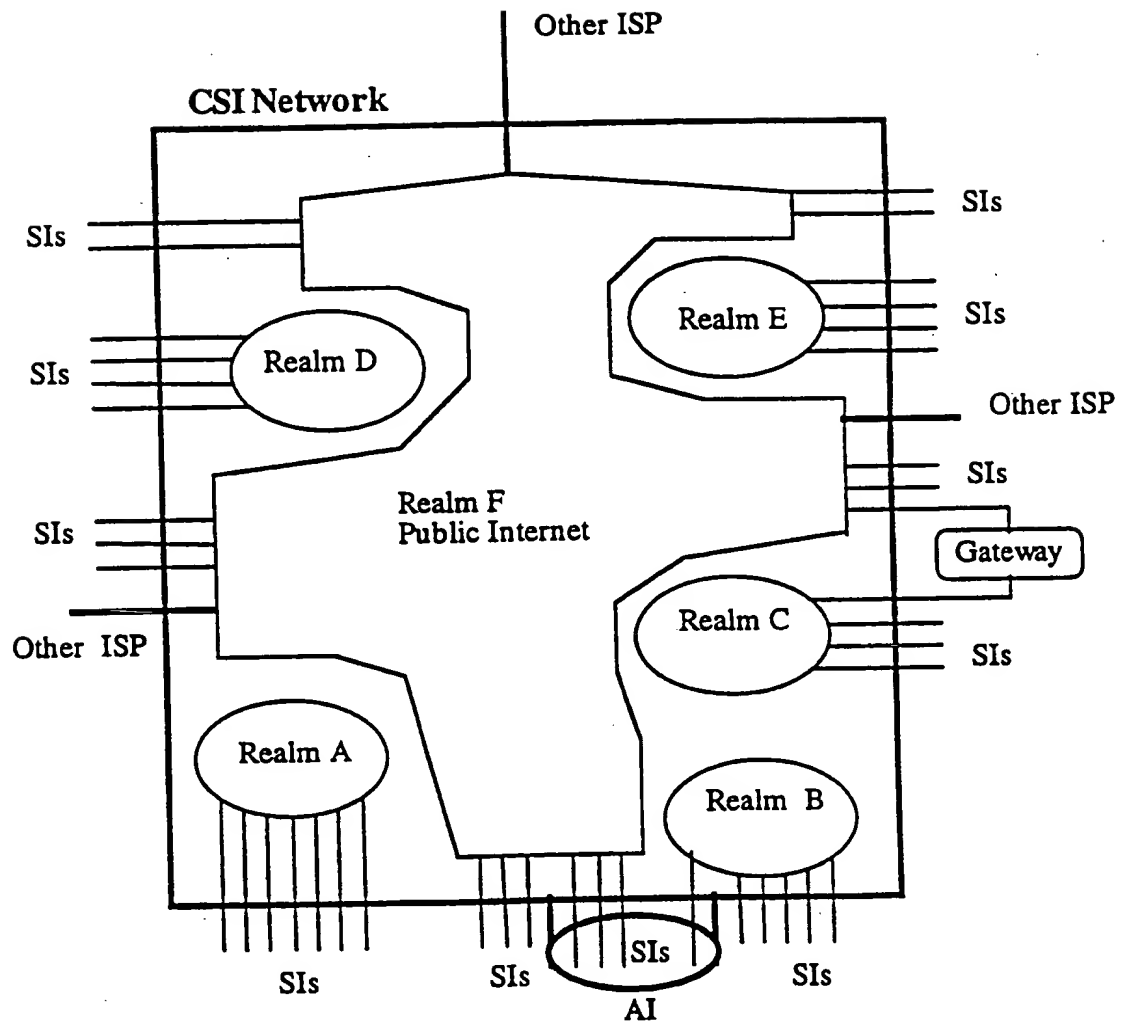 Other ISP
CSI Network
SIs
SIs
Realm E
SIs
Realm D
SIs
Other ISP
Realm F
Public Internet
SIs
SIs
Gateway
Realm C
Other ISP
SIs
Realm A
Realm B
SIs
SIs
SIs
SIs
AI